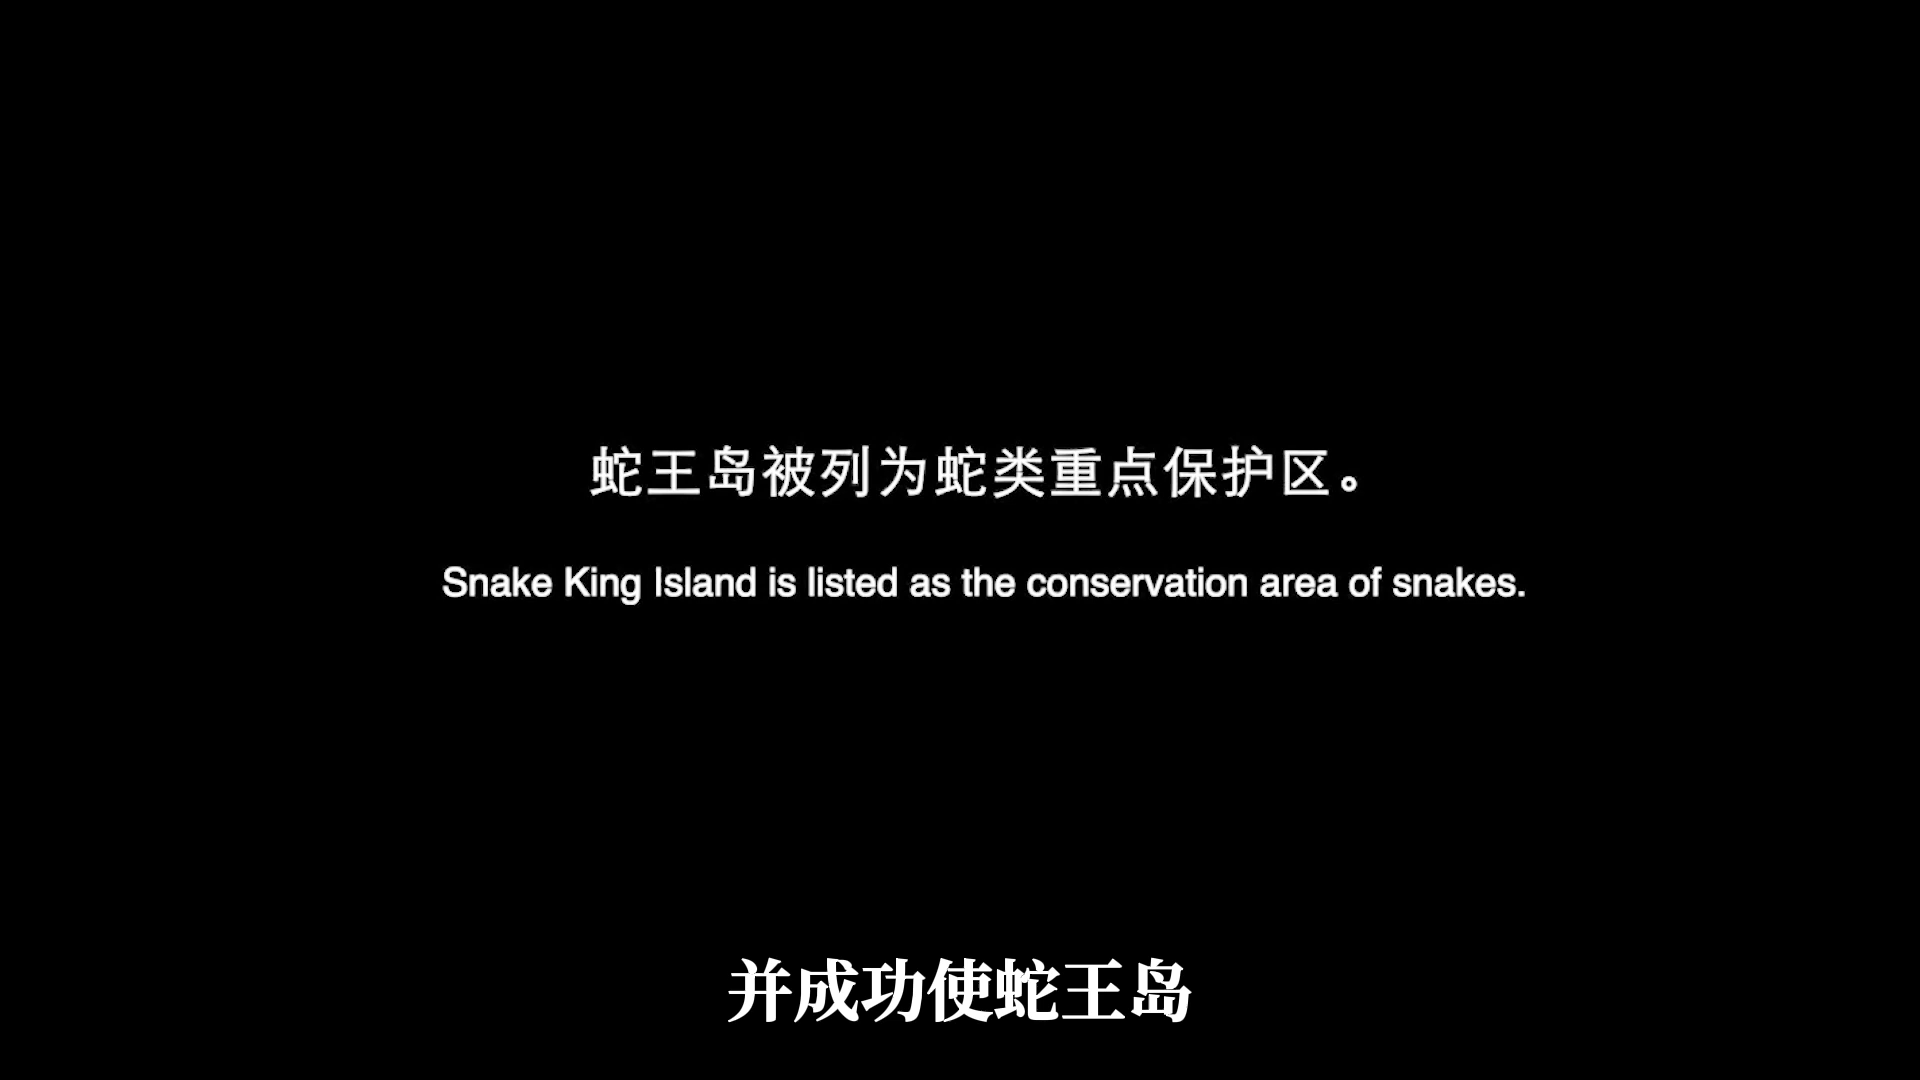 蛇王岛被列为蛇类重点保护区。
Snake King Island is listed as the conservation area of snakes.
并成功使蛇王岛